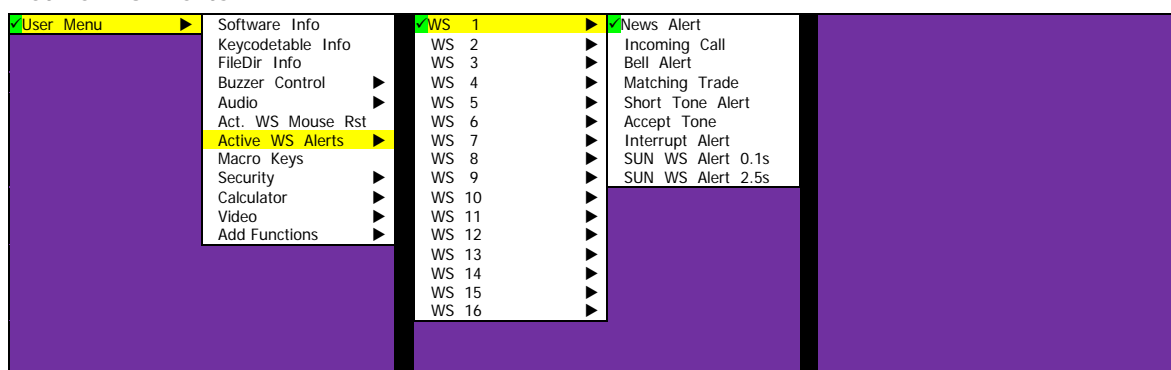 User Menu ▶
Software Info
Keycodetable Info
FileDir Info
Buzzer Control ▶
Audio ▶
Act. WS Mouse Rst
Active WS Alerts ▶
Macro Keys
Security ▶
Calculator ▶
Video ▶
Add Functions ▶
WS 1 ▶
WS 2 ▶
WS 3 ▶
WS 4 ▶
WS 5 ▶
WS 6 ▶
WS 7 ▶
WS 8 ▶
WS 9 ▶
WS 10 ▶
WS 11 ▶
WS 12 ▶
WS 13 ▶
WS 14 ▶
WS 15 ▶
WS 16 ▶
News Alert
Incoming Call
Bell Alert
Matching Trade
Short Tone Alert
Accept Tone
Interrupt Alert
SUN WS Alert 0.1s
SUN WS Alert 2.5s